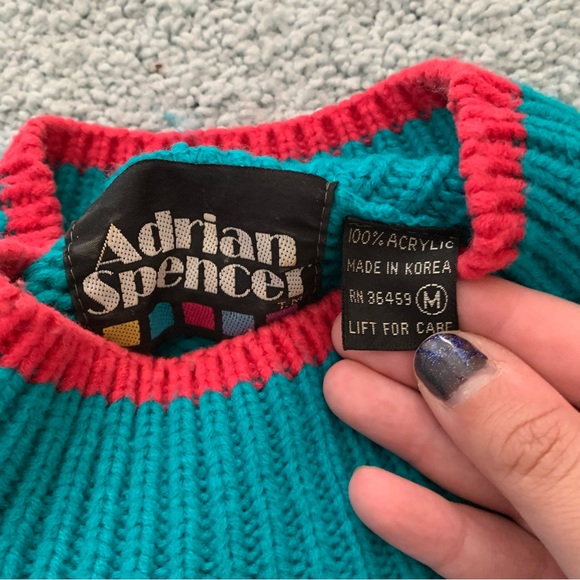 Adrian
Spencer
T.M.
100% ACRYLIC
MADE IN KOREA
RN 36459 M
LIFT FOR CARE